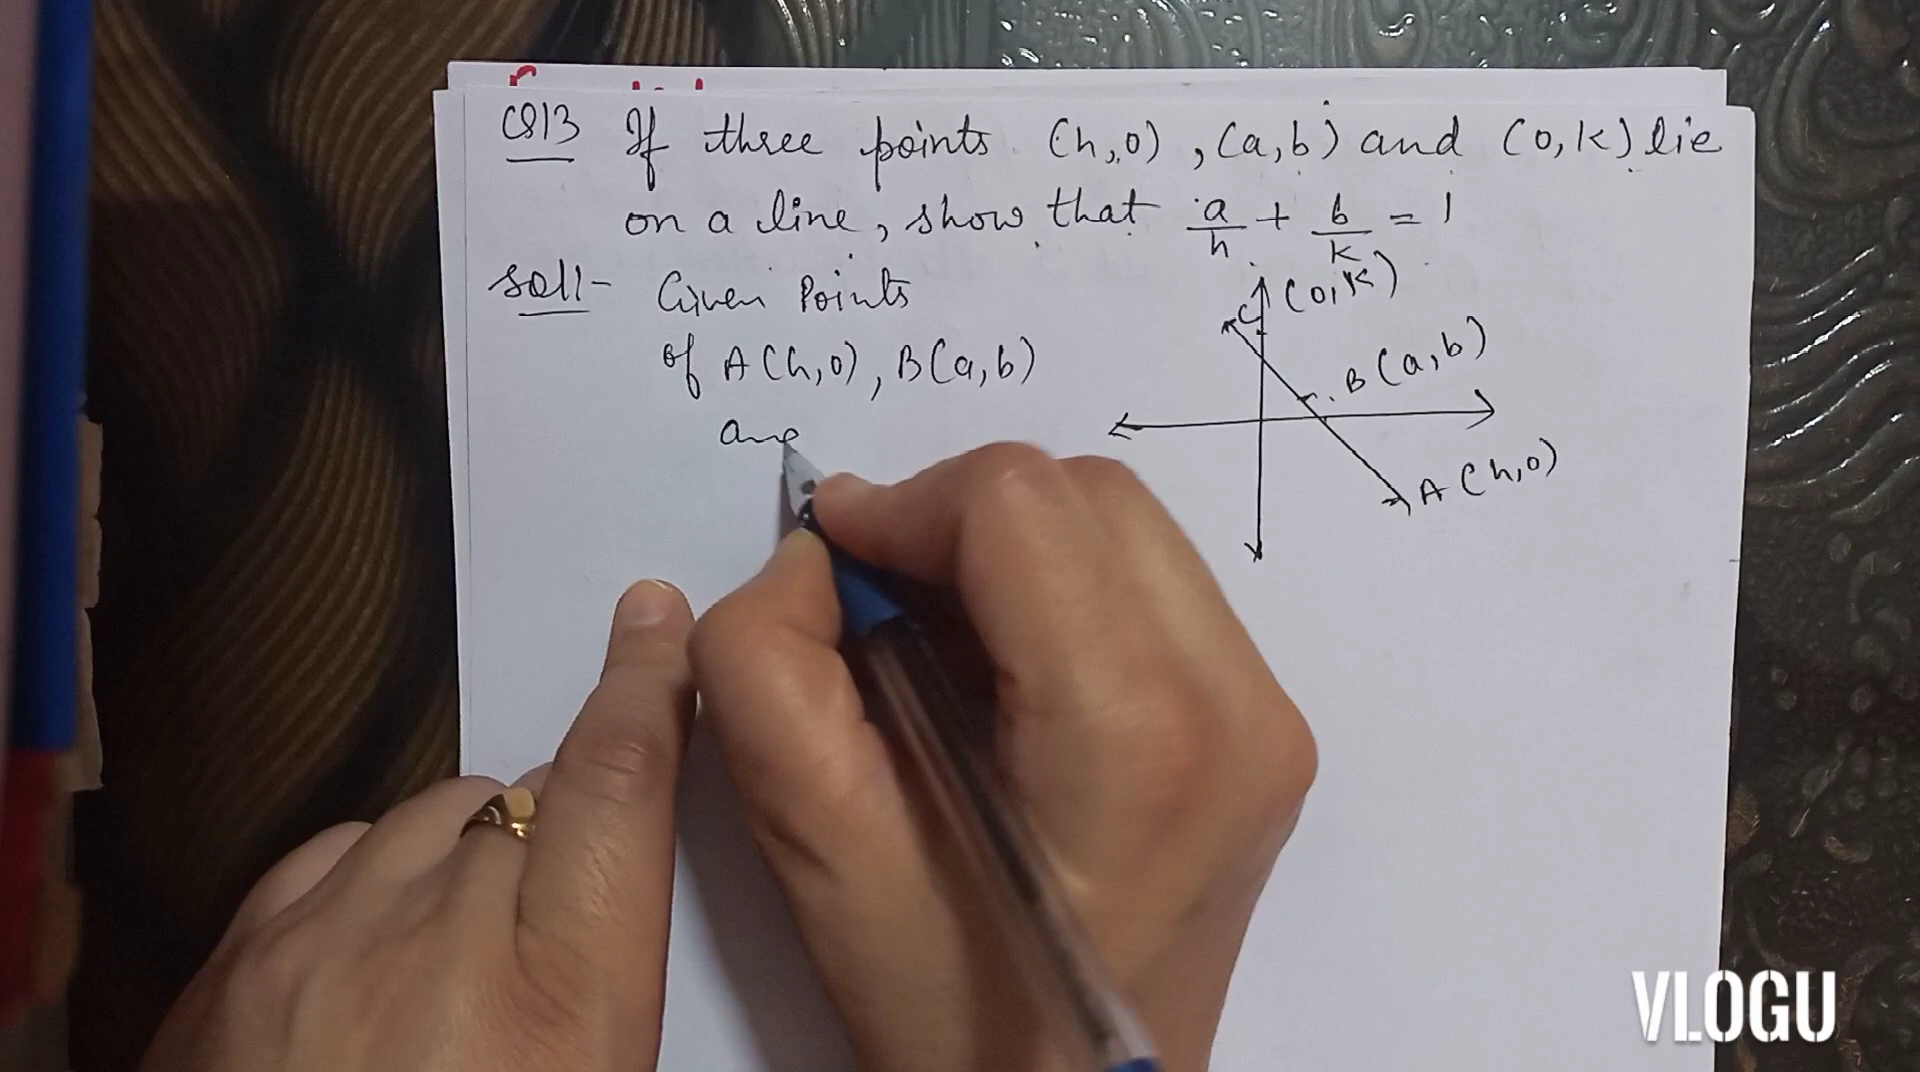 Q13 If three points (h,0), (a,b) and (0,k) lie
on a line, show that a/h + b/k = 1
Sol:- Given Points
of A(h,0), B(a,b)
C (0,k)
B(a,b)
A(h,0)
VLOGU